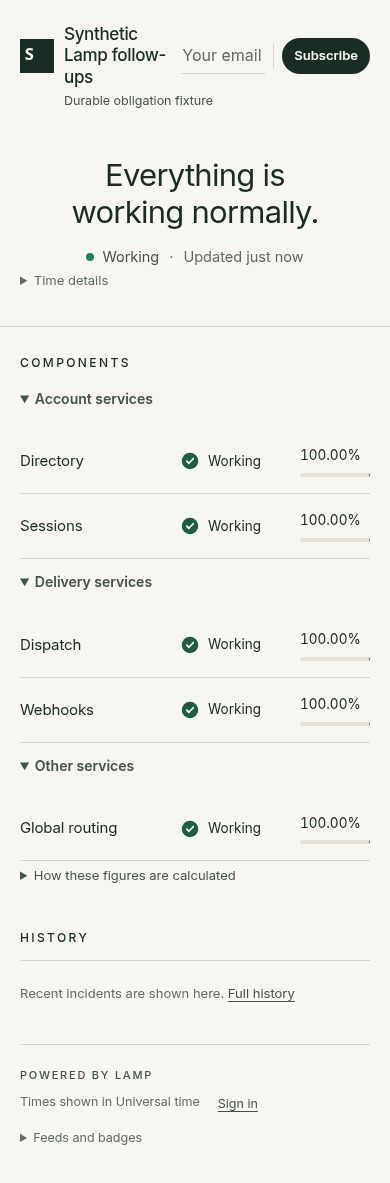 S
Synthetic
Lamp follow-
ups
Durable obligation fixture
Your email
Subscribe
Everything is
working normally.
Working · Updated just now
Time details
COMPONENTS
Account services
Directory Working 100.00%
Sessions Working 100.00%
Delivery services
Dispatch Working 100.00%
Webhooks Working 100.00%
Other services
Global routing Working 100.00%
How these figures are calculated
HISTORY
Recent incidents are shown here. Full history
POWERED BY LAMP
Times shown in Universal time Sign in
Feeds and badges